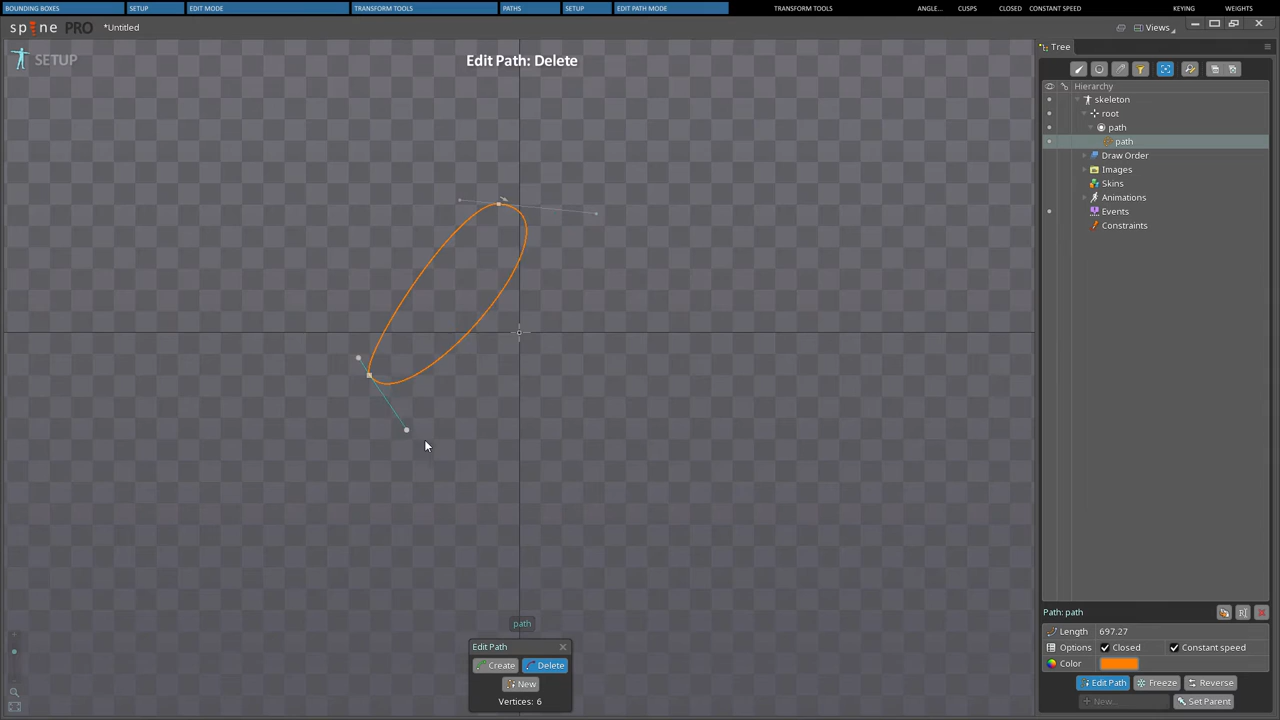 BOUNDING BOXES SETUP EDIT MODE TRANSFORM TOOLS PATHS SETUP EDIT PATH MODE TRANSFORM TOOLS ANGLE... CUSPS CLOSED CONSTANT SPEED KEYING WEIGHTS
spine PRO *Untitled Views
SETUP
Edit Path: Delete
Tree
Hierarchy
skeleton
root
path
path
Draw Order
Images
Skins
Animations
Events
Constraints
path
Edit Path
Create Delete
New
Vertices: 6
Path: path
Length 697.27
Options Closed Constant speed
Color
Edit Path Freeze Reverse
New... Set Parent